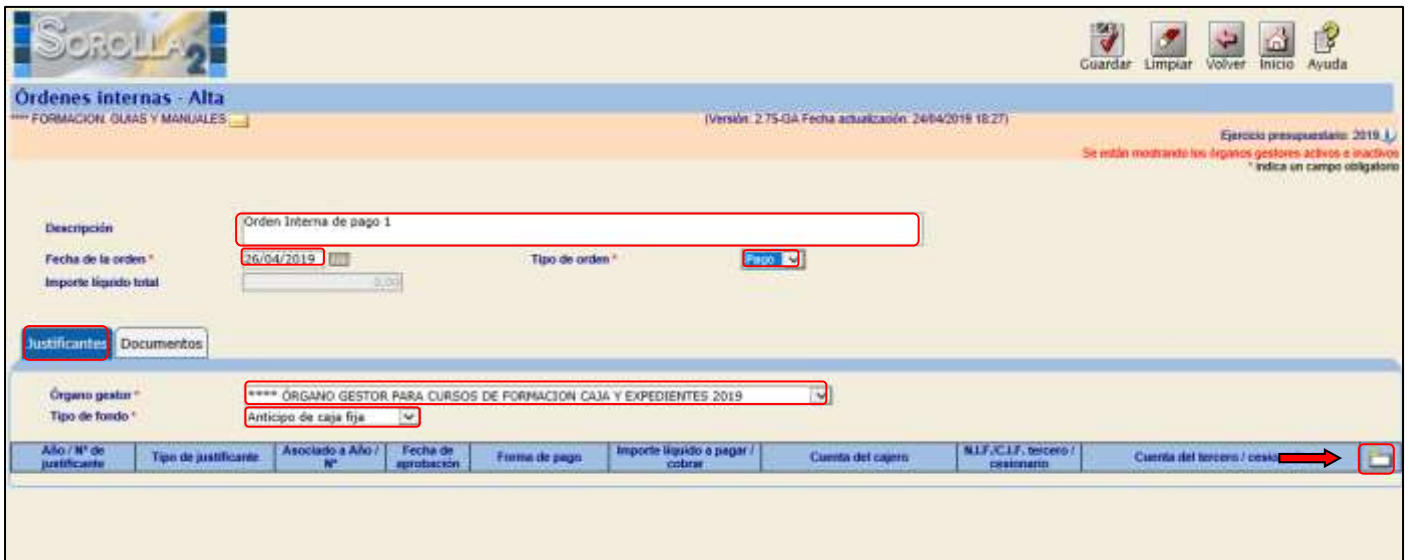 SOROLLA2
Guardar Limpiar Volver Inicio Ayuda
Órdenes internas - Alta
**** FORMACION. GUIAS Y MANUALES (Versión: 2.75-GA Fecha actualización: 24/04/2019 18:27)
Ejercicio presupuestario: 2019
Se están mostrando los órganos gestores activos e inactivos
* indica un campo obligatorio
Descripción Orden Interna de pago 1
Fecha de la orden * 26/04/2019 Tipo de orden * Pago
Importe líquido total 0,00
Justificantes Documentos
Órgano gestor * **** ÓRGANO GESTOR PARA CURSOS DE FORMACION CAJA Y EXPEDIENTES 2019
Tipo de fondo * Anticipo de caja fija
Año / Nº de justificante Tipo de justificante Asociado a Año / Nº Fecha de aprobación Forma de pago Importe líquido a pagar / cobrar Cuenta del cajero N.I.F./C.I.F. tercero / cesionario Cuenta del tercero / cesio